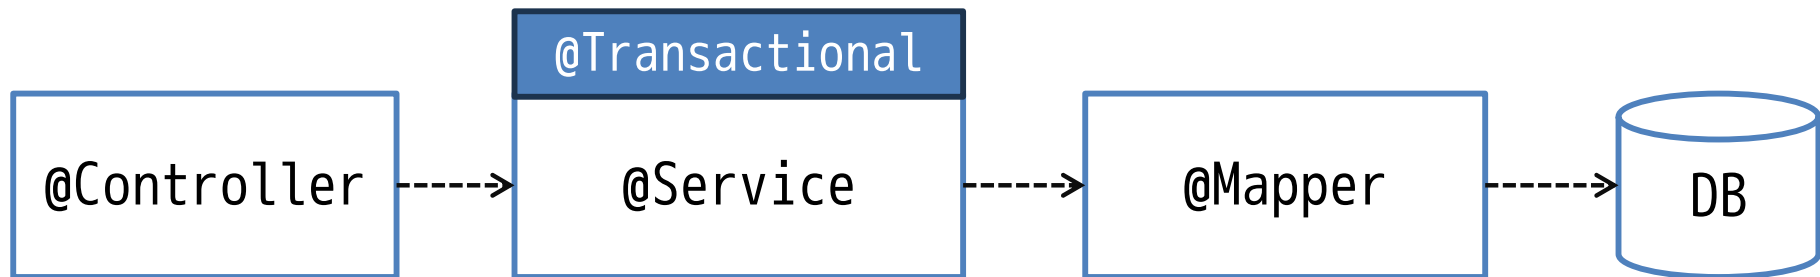 @Transactional
@Controller
@Service
@Mapper
DB